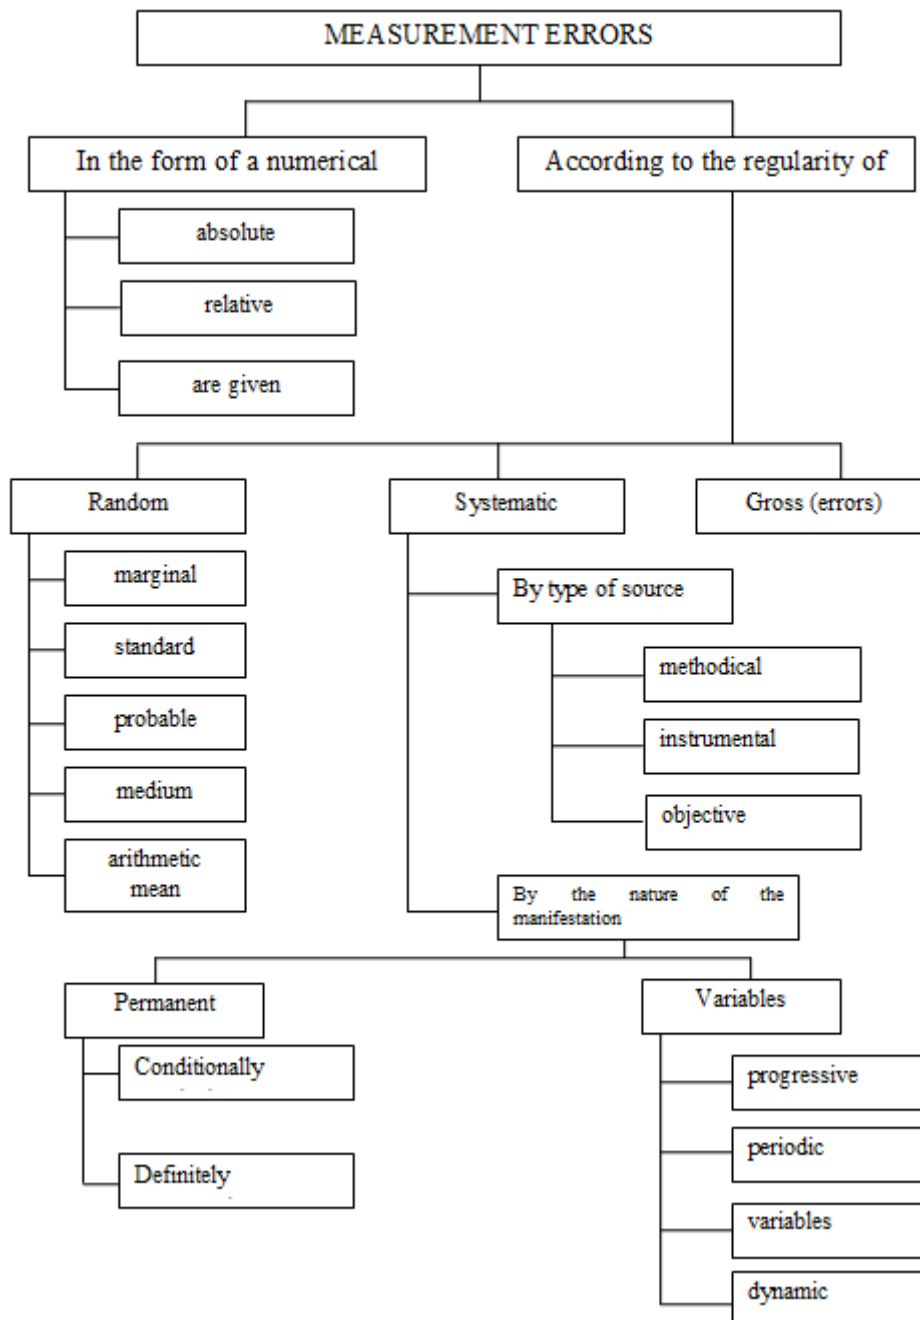 MEASUREMENT ERRORS
In the form of a numerical
According to the regularity of
absolute
relative
are given
Random
Systematic
Gross (errors)
marginal
standard
probable
medium
arithmetic
mean
By type of source
methodical
instrumental
objective
By the nature of the
manifestation
Permanent
Variables
Conditionally
Definitely
progressive
periodic
variables
dynamic